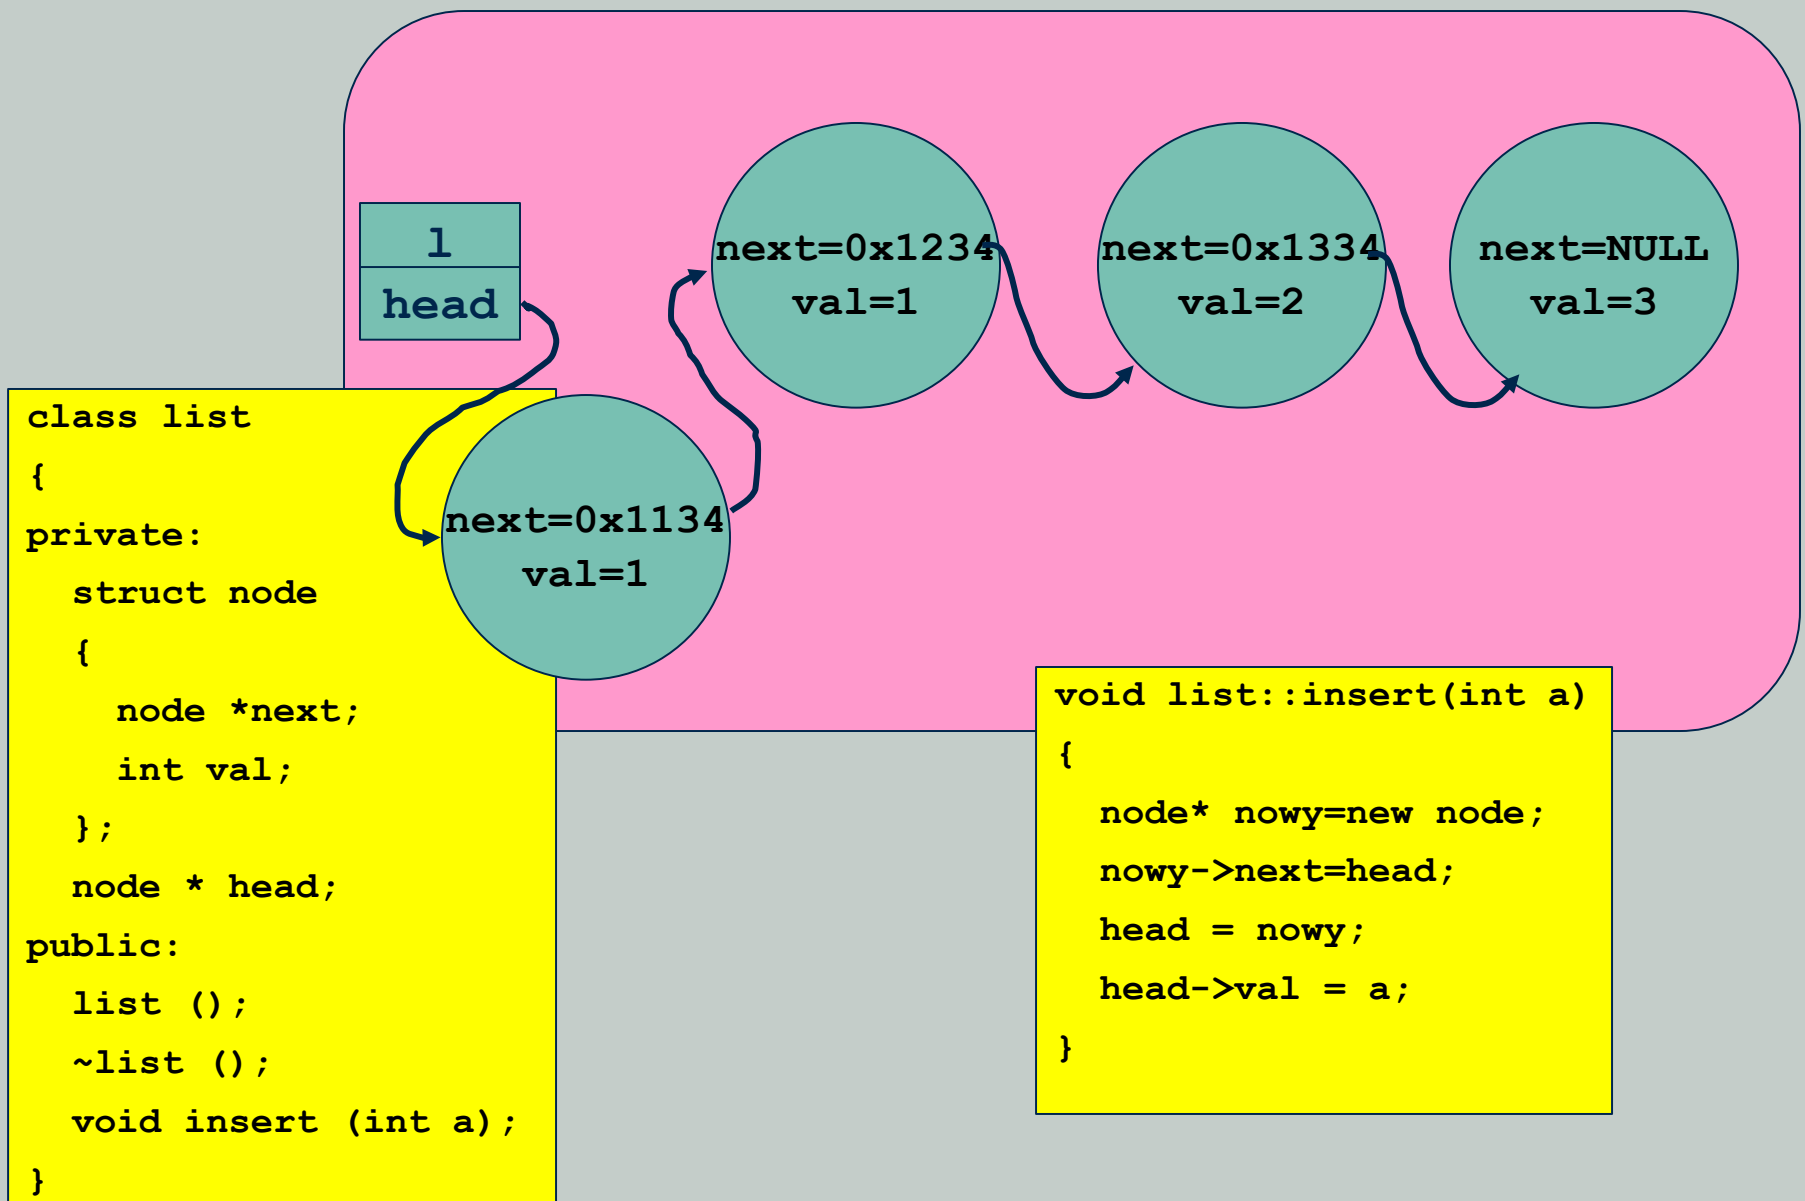 l
head
next=0x1234
val=1
next=0x1334
val=2
next=NULL
val=3
next=0x1134
val=1
class list
{
private:
  struct node
  {
    node *next;
    int val;
  };
  node * head;
public:
  list ();
  ~list ();
  void insert (int a);
}
void list::insert(int a)
{
  node* nowy=new node;
  nowy->next=head;
  head = nowy;
  head->val = a;
}